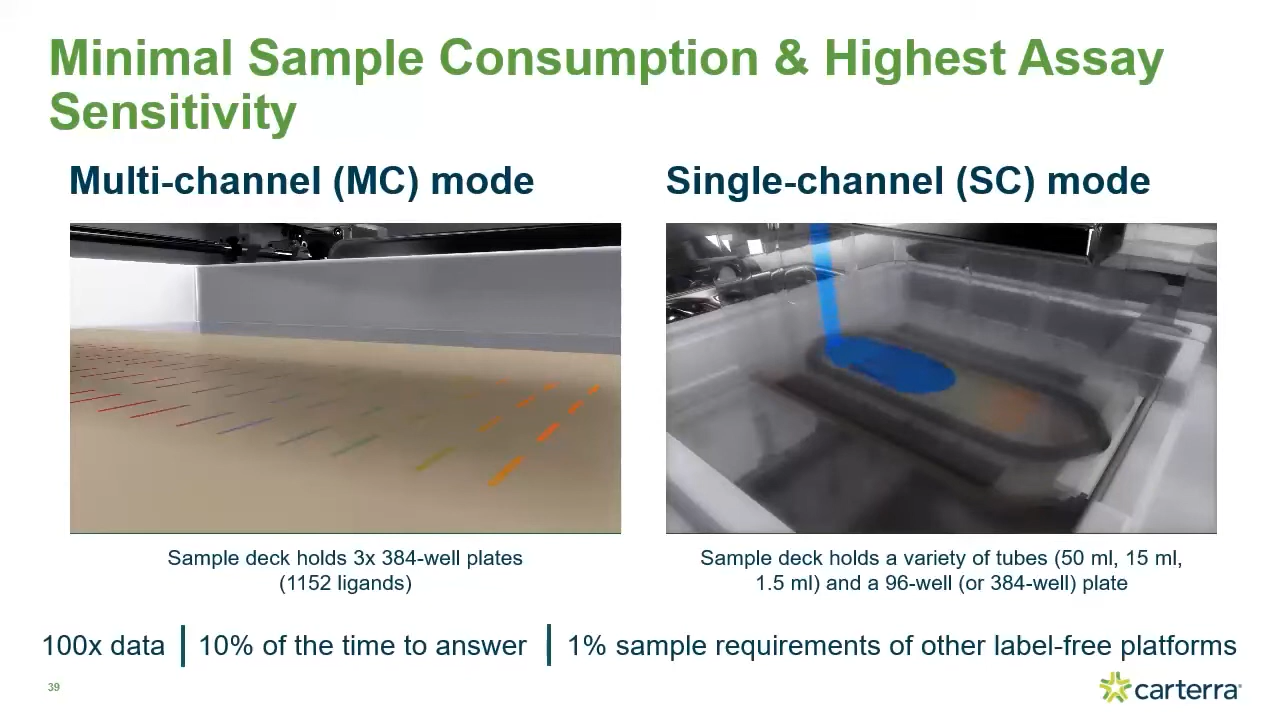 Minimal Sample Consumption & Highest Assay
Sensitivity
Multi-channel (MC) mode
Single-channel (SC) mode
Sample deck holds 3x 384-well plates
(1152 ligands)
Sample deck holds a variety of tubes (50 ml, 15 ml,
1.5 ml) and a 96-well (or 384-well) plate
100x data | 10% of the time to answer | 1% sample requirements of other label-free platforms
39
carterra